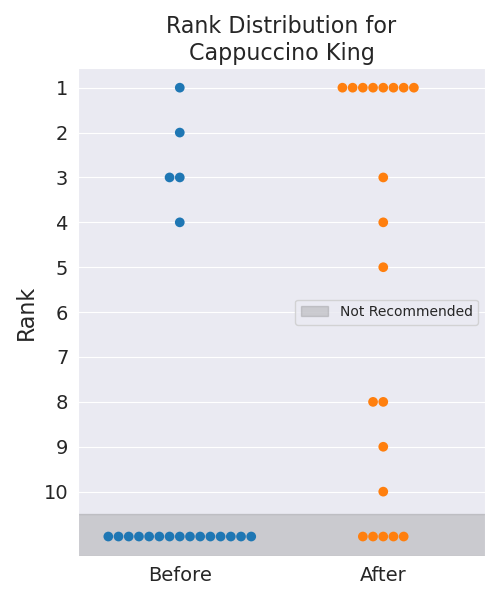 Rank Distribution for
Cappuccino King
Rank
1
2
3
4
5
6
7
8
9
10
Not Recommended
Before
After